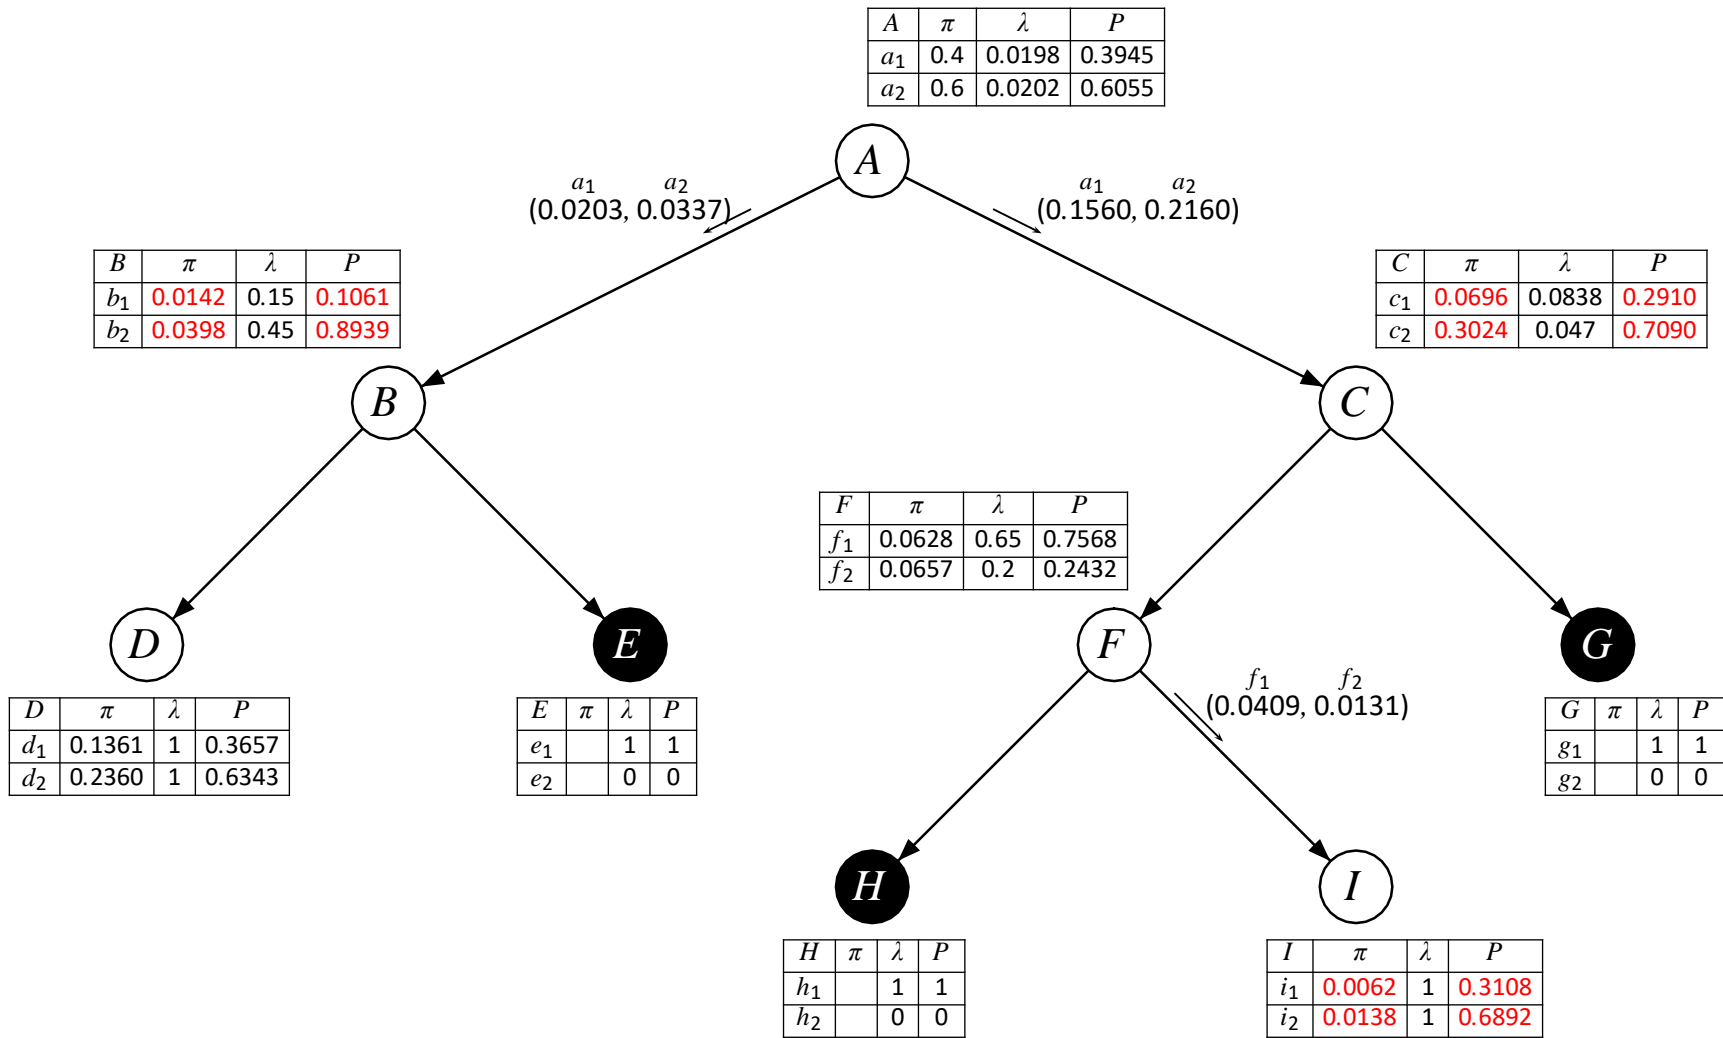 A π λ P
a1 0.4 0.0198 0.3945
a2 0.6 0.0202 0.6055
A
a1 a2
(0.0203, 0.0337)
a1 a2
(0.1560, 0.2160)
B π λ P
b1 0.0142 0.15 0.1061
b2 0.0398 0.45 0.8939
C π λ P
c1 0.0696 0.0838 0.2910
c2 0.3024 0.047 0.7090
B
C
F π λ P
f1 0.0628 0.65 0.7568
f2 0.0657 0.2 0.2432
D
E
F
G
f1 f2
(0.0409, 0.0131)
D π λ P
d1 0.1361 1 0.3657
d2 0.2360 1 0.6343
E π λ P
e1 1 1
e2 0 0
G π λ P
g1 1 1
g2 0 0
H
I
H π λ P
h1 1 1
h2 0 0
I π λ P
i1 0.0062 1 0.3108
i2 0.0138 1 0.6892